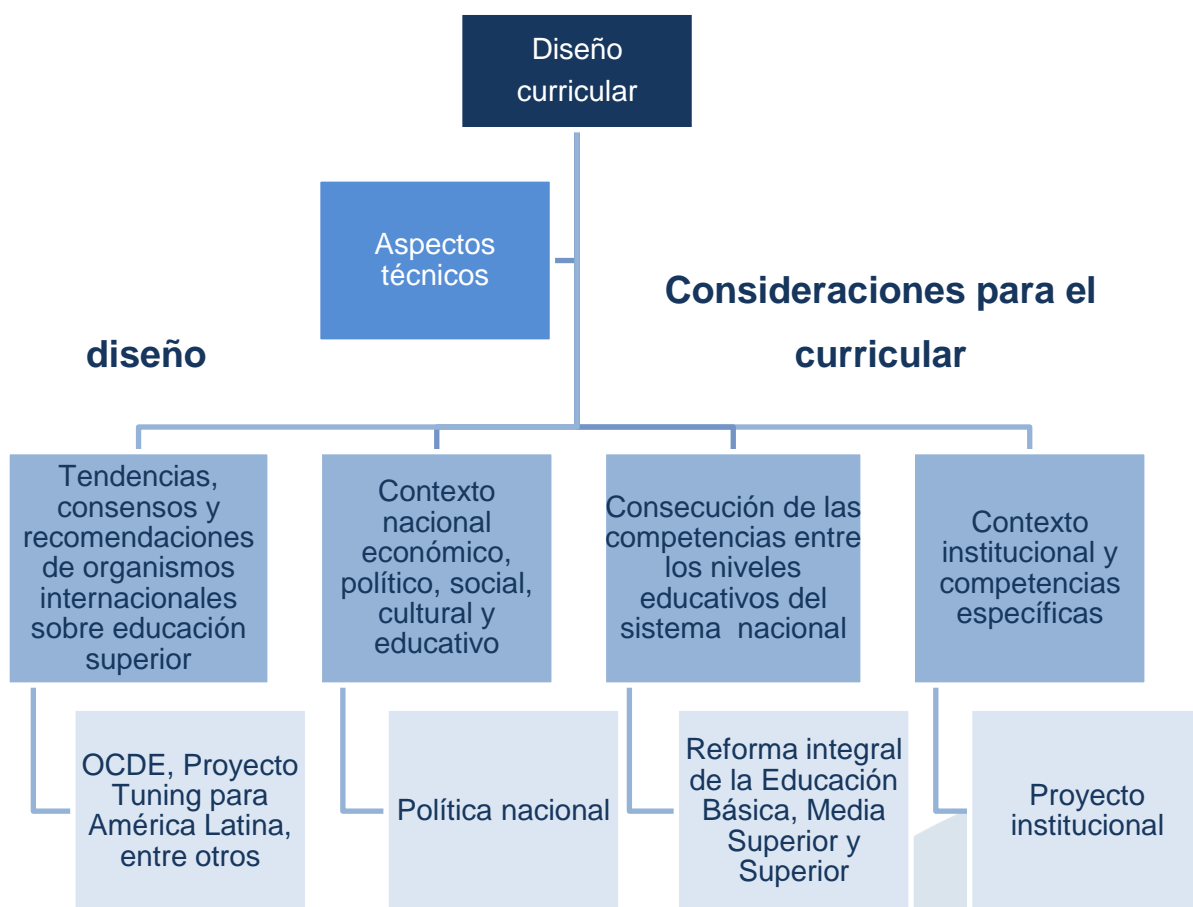 Diseño
curricular
Aspectos
técnicos
Consideraciones para el
diseño
curricular
Tendencias,
consensos y
recomendaciones
de organismos
internacionales
sobre educación
superior
Contexto
nacional
económico,
político, social,
cultural y
educativo
Consecución de las
competencias entre
los niveles
educativos del
sistema nacional
Contexto
institucional y
competencias
específicas
OCDE, Proyecto
Tuning para
América Latina,
entre otros
Política nacional
Reforma integral
de la Educación
Básica, Media
Superior y
Superior
Proyecto
institucional